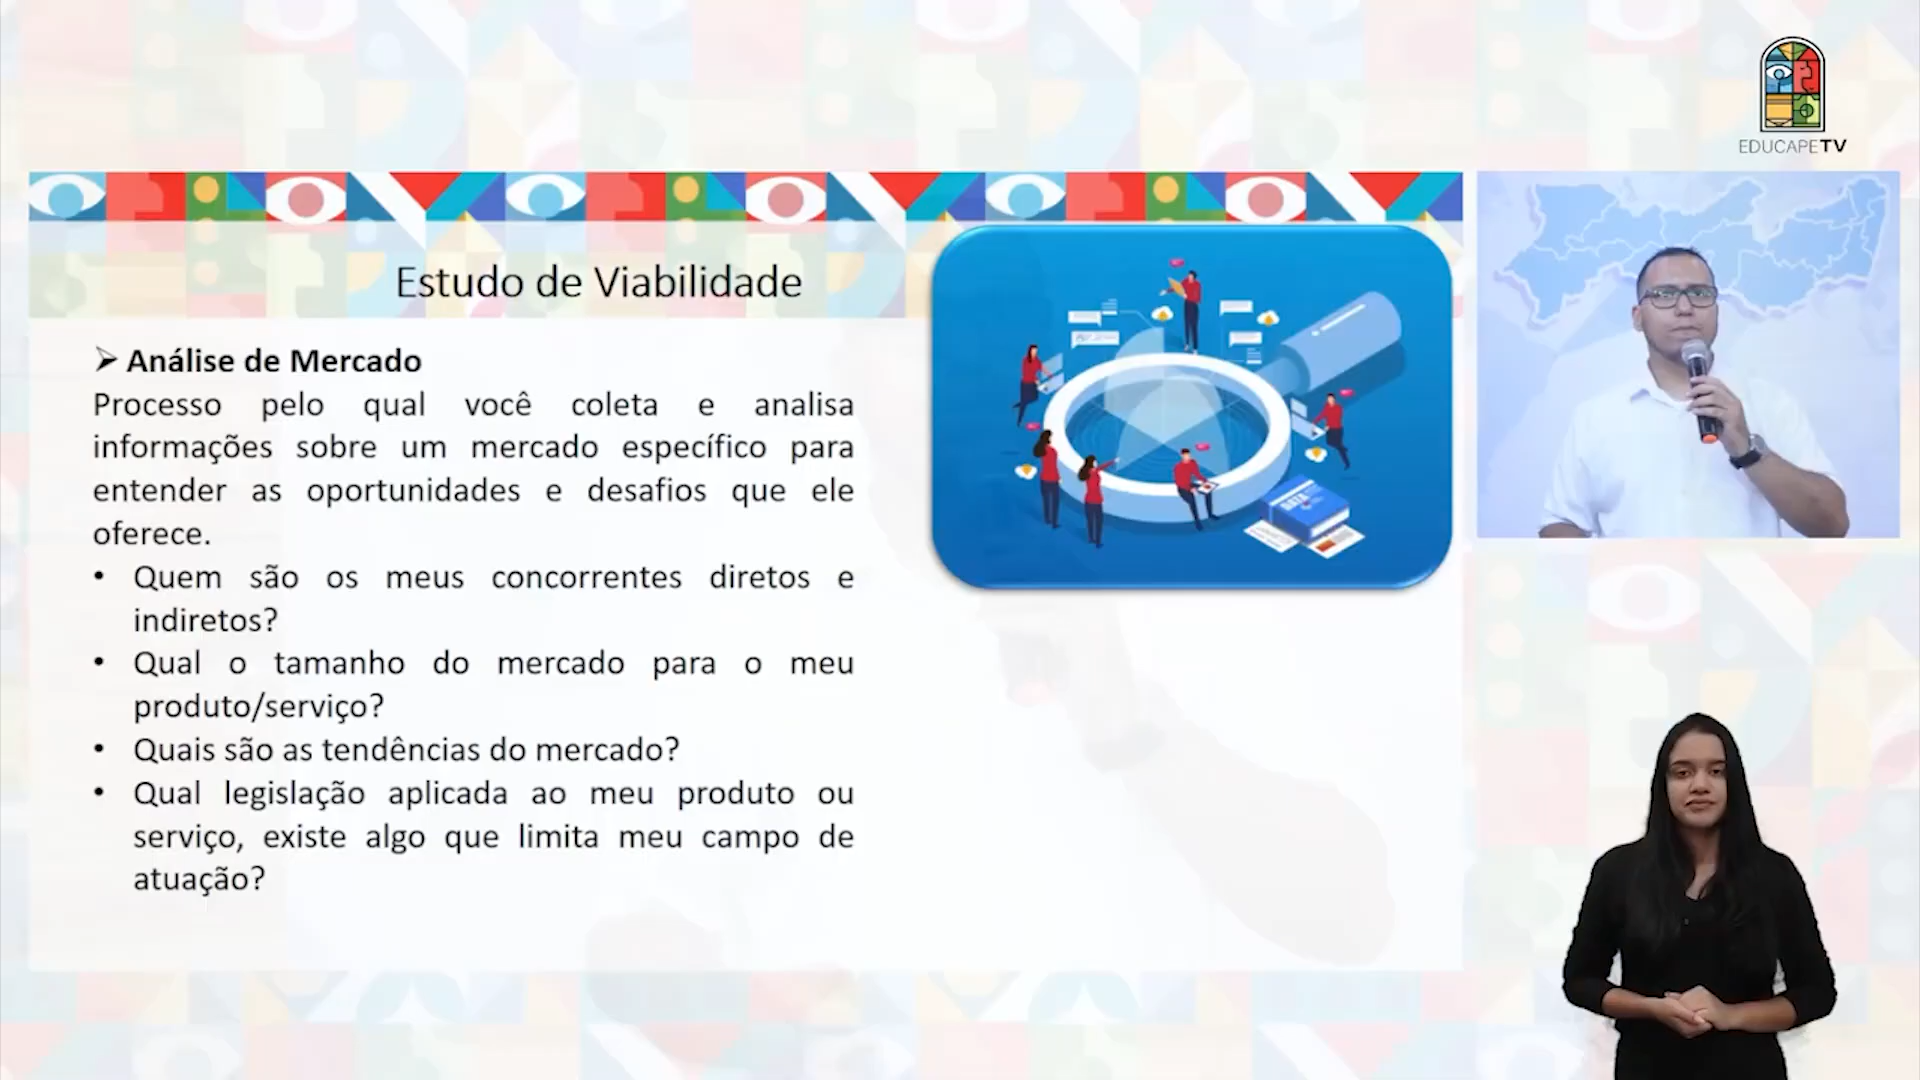 EDUCAPETV
Estudo de Viabilidade
➢ Análise de Mercado
Processo pelo qual você coleta e analisa
informações sobre um mercado específico para
entender as oportunidades e desafios que ele
oferece.
• Quem são os meus concorrentes diretos e
indiretos?
• Qual o tamanho do mercado para o meu
produto/serviço?
• Quais são as tendências do mercado?
• Qual legislação aplicada ao meu produto ou
serviço, existe algo que limita meu campo de
atuação?
DATA